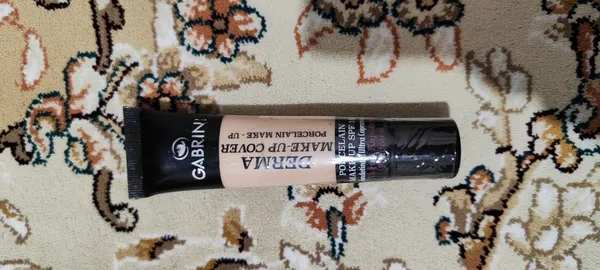 GABRINI
DERMA
MAKE-UP COVER
PORCELAIN MAKE - UP
PORCELAIN
MAKE-UP SPF